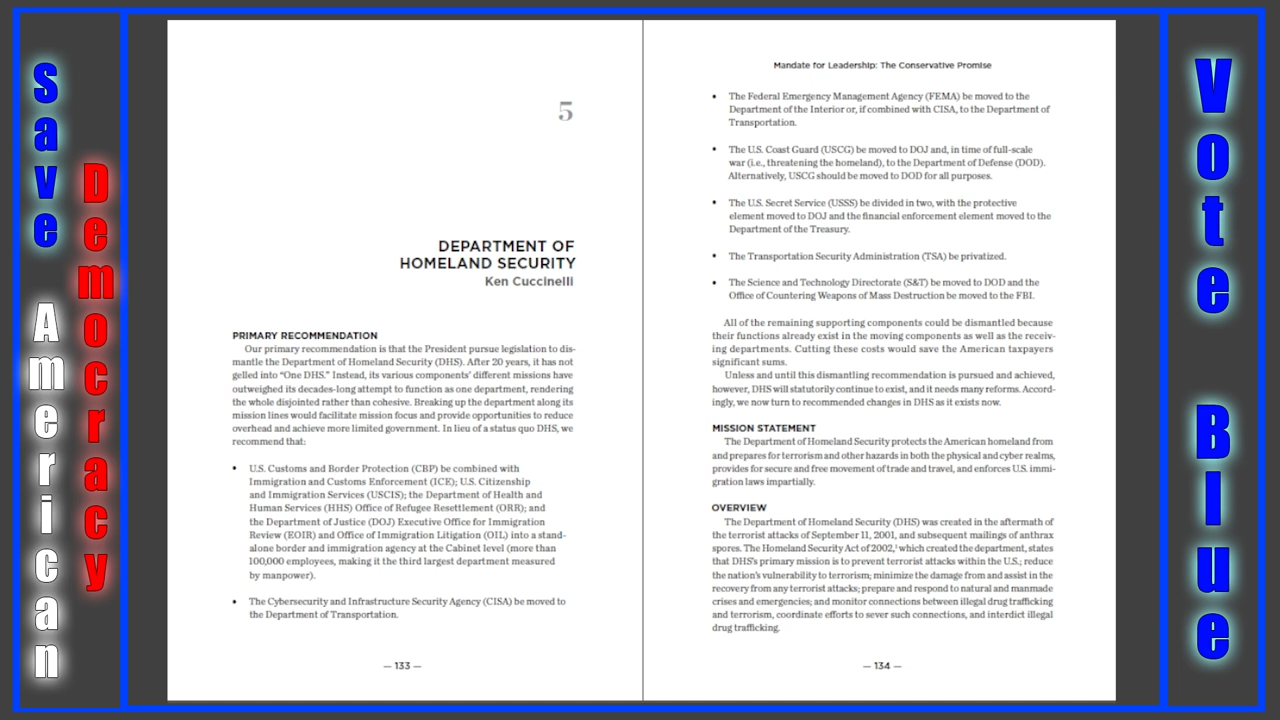 Save American
Democracy
5
DEPARTMENT OF
HOMELAND SECURITY
Ken Cuccinelli
PRIMARY RECOMMENDATION
Our primary recommendation is that the President pursue legislation to dis-
mantle the Department of Homeland Security (DHS). After 20 years, it has not
gelled into “One DHS.” Instead, its various components’ different missions have
outweighed its decades-long attempt to function as one department, rendering
the whole disjointed rather than cohesive. Breaking up the department along its
mission lines would facilitate mission focus and provide opportunities to reduce
overhead and achieve more limited government. In lieu of a status quo DHS, we
recommend that:
• U.S. Customs and Border Protection (CBP) be combined with
Immigration and Customs Enforcement (ICE); U.S. Citizenship
and Immigration Services (USCIS); the Department of Health and
Human Services (HHS) Office of Refugee Resettlement (ORR); and
the Department of Justice (DOJ) Executive Office for Immigration
Review (EOIR) and Office of Immigration Litigation (OIL) into a stand-
alone border and immigration agency at the Cabinet level (more than
100,000 employees, making it the third largest department measured
by manpower).
• The Cybersecurity and Infrastructure Security Agency (CISA) be moved to
the Department of Transportation.
— 133 —
Mandate for Leadership: The Conservative Promise
• The Federal Emergency Management Agency (FEMA) be moved to the
Department of the Interior or, if combined with CISA, to the Department of
Transportation.
• The U.S. Coast Guard (USCG) be moved to DOJ and, in time of full-scale
war (i.e., threatening the homeland), to the Department of Defense (DOD).
Alternatively, USCG should be moved to DOD for all purposes.
• The U.S. Secret Service (USSS) be divided in two, with the protective
element moved to DOJ and the financial enforcement element moved to the
Department of the Treasury.
• The Transportation Security Administration (TSA) be privatized.
• The Science and Technology Directorate (S&T) be moved to DOD and the
Office of Countering Weapons of Mass Destruction be moved to the FBI.
All of the remaining supporting components could be dismantled because
their functions already exist in the moving components as well as the receiv-
ing departments. Cutting these costs would save the American taxpayers
significant sums.
Unless and until this dismantling recommendation is pursued and achieved,
however, DHS will statutorily continue to exist, and it needs many reforms. Accord-
ingly, we now turn to recommended changes in DHS as it exists now.
MISSION STATEMENT
The Department of Homeland Security protects the American homeland from
and prepares for terrorism and other hazards in both the physical and cyber realms,
provides for secure and free movement of trade and travel, and enforces U.S. immi-
gration laws impartially.
OVERVIEW
The Department of Homeland Security (DHS) was created in the aftermath of
the terrorist attacks of September 11, 2001, and subsequent mailings of anthrax
spores. The Homeland Security Act of 2002,¹ which created the department, states
that DHS’s primary mission is to prevent terrorist attacks within the U.S.; reduce
the nation’s vulnerability to terrorism; minimize the damage from and assist in the
recovery from any terrorist attacks; prepare and respond to natural and manmade
crises and emergencies; and monitor connections between illegal drug trafficking
and terrorism, coordinate efforts to sever such connections, and interdict illegal
drug trafficking.
— 134 —
Vote Blue